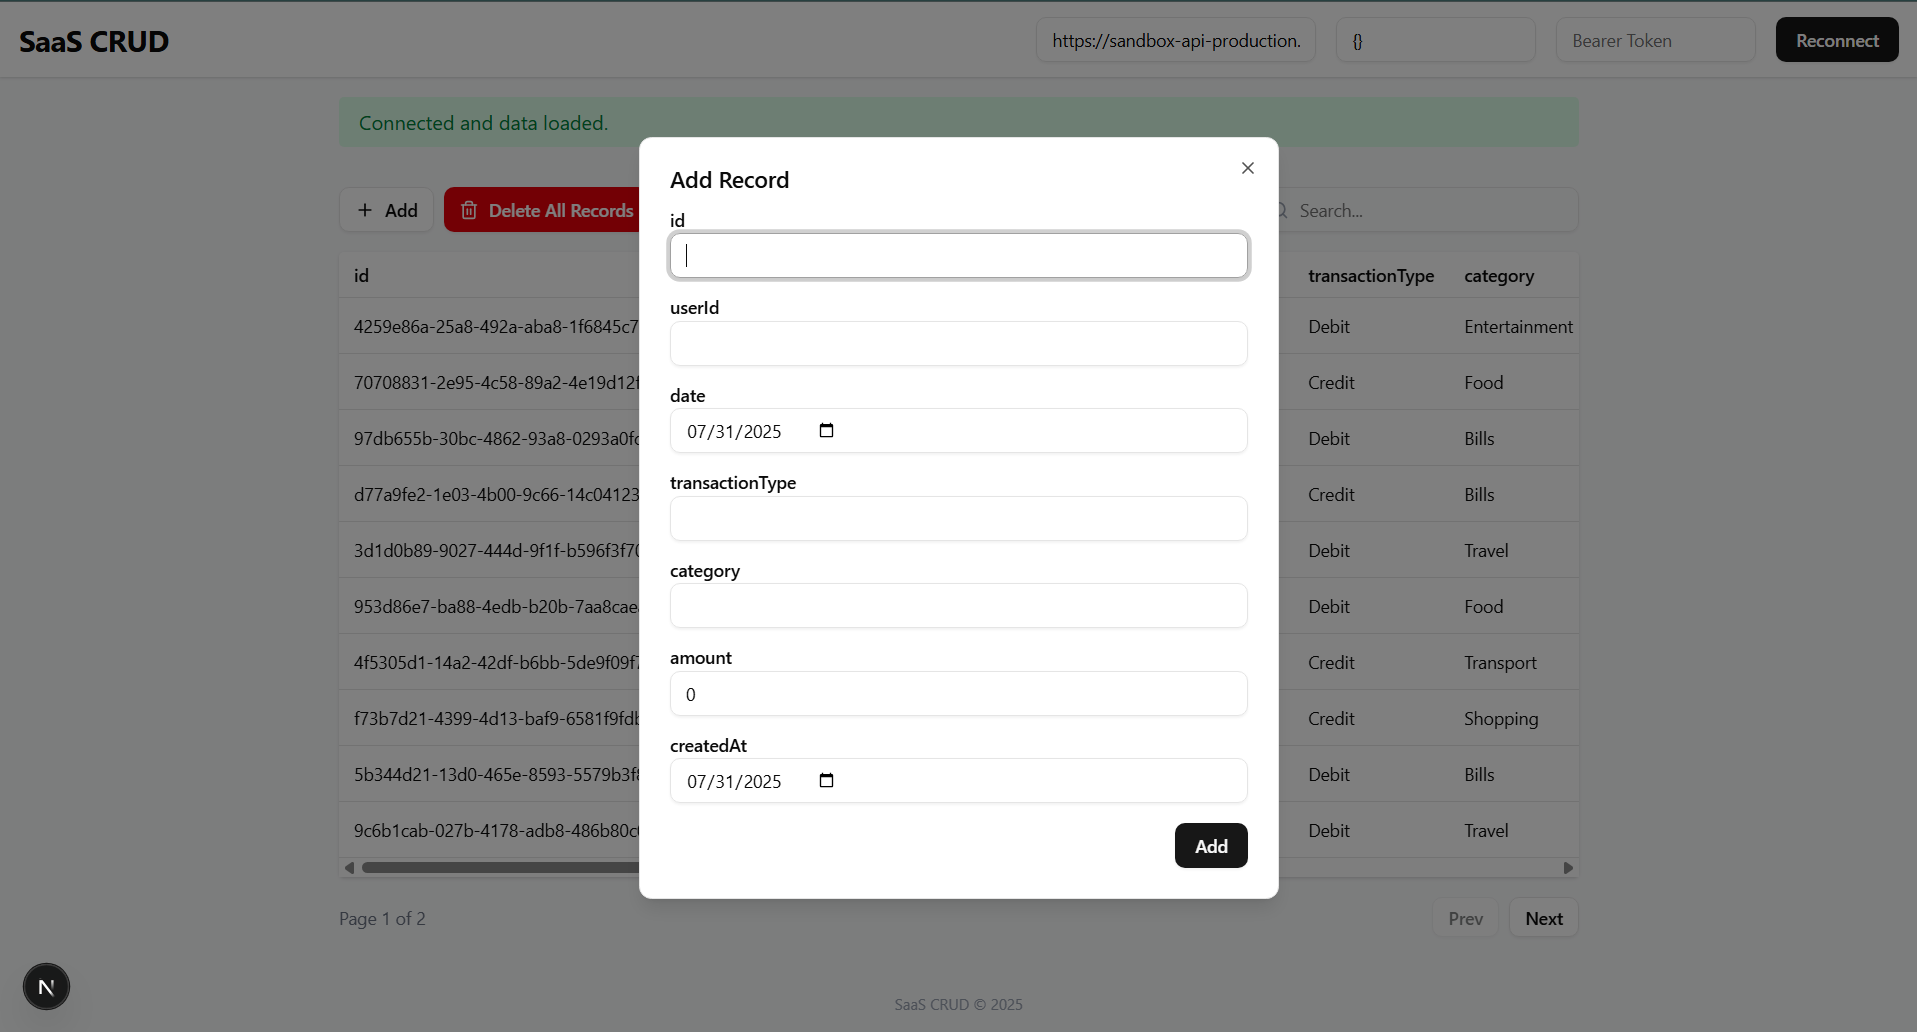 SaaS CRUD
https://sandbox-api-production.
{}
Bearer Token
Reconnect
Connected and data loaded.
Add
Delete All Records
Search...
id
transactionType
category
4259e86a-25a8-492a-aba8-1f6845c7
Debit
Entertainment
70708831-2e95-4c58-89a2-4e19d12f
Credit
Food
97db655b-30bc-4862-93a8-0293a0fc
Debit
Bills
d77a9fe2-1e03-4b00-9c66-14c04123
Credit
Bills
3d1d0b89-9027-444d-9f1f-b596f3f70
Debit
Travel
953d86e7-ba88-4edb-b20b-7aa8cae
Debit
Food
4f5305d1-14a2-42df-b6bb-5de9f09f7
Credit
Transport
f73b7d21-4399-4d13-baf9-6581f9fdb
Credit
Shopping
5b344d21-13d0-465e-8593-5579b3f8
Debit
Bills
9c6b1cab-027b-4178-adb8-486b80c
Debit
Travel
Page 1 of 2
Prev
Next
N
SaaS CRUD © 2025
Add Record
id
userId
date
07/31/2025
transactionType
category
amount
0
createdAt
07/31/2025
Add